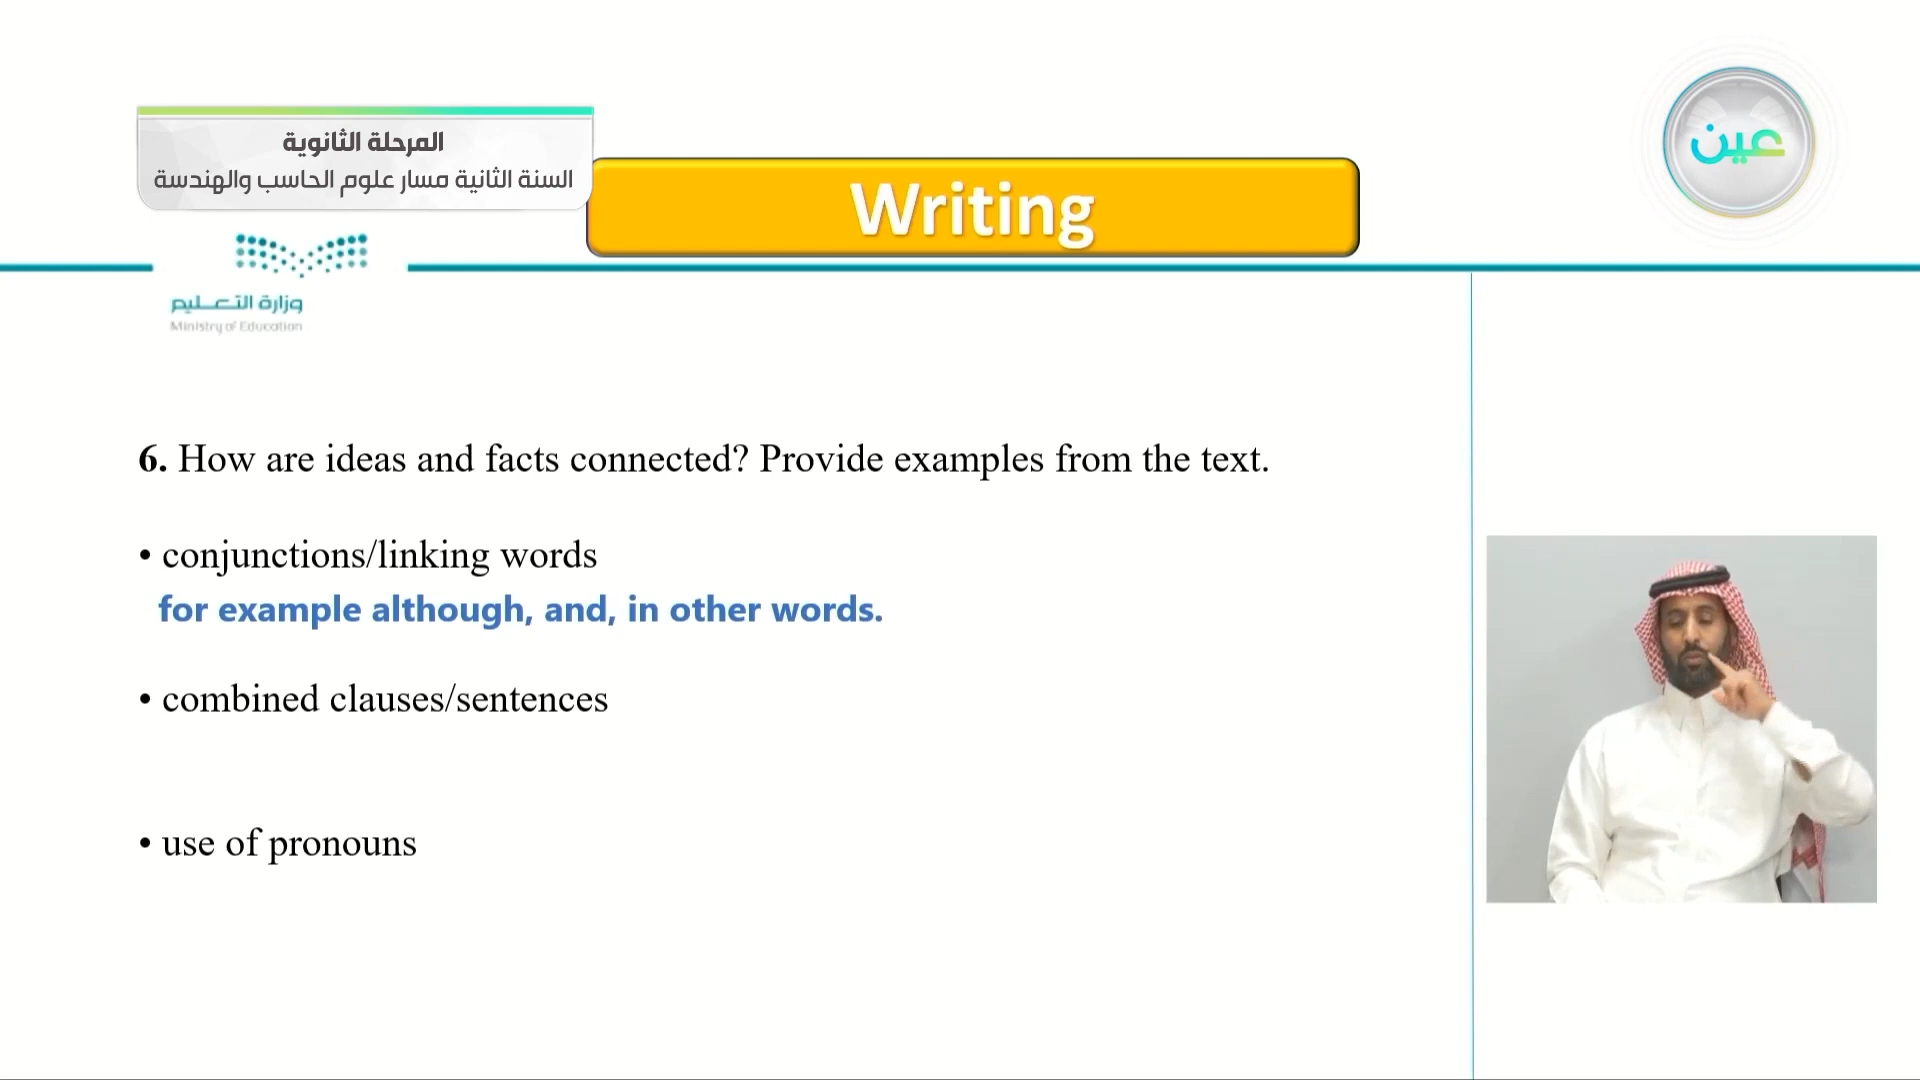 المرحلة الثانوية
السنة الثانية مسار علوم الحاسب والهندسة
عين
Writing
وزارة التعليم
Ministry of Education
6. How are ideas and facts connected? Provide examples from the text.
• conjunctions/linking words
for example although, and, in other words.
• combined clauses/sentences
• use of pronouns